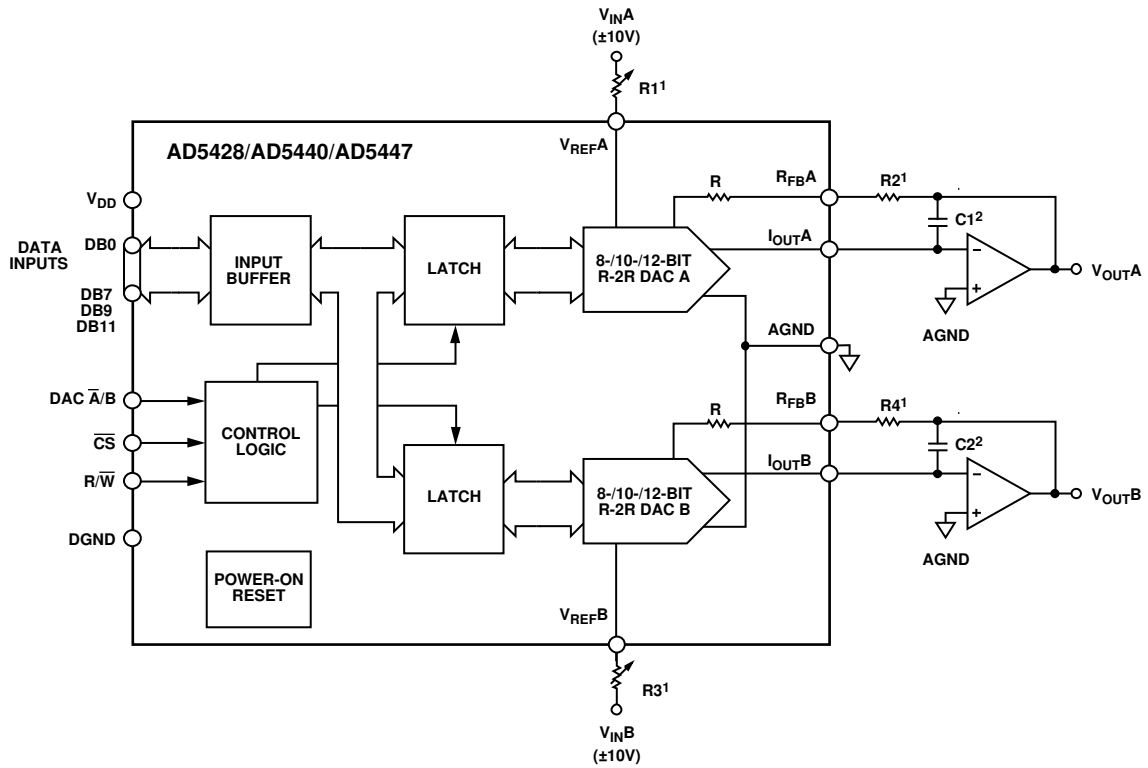 VINA
(±10V)
R1¹
VREFA
AD5428/AD5440/AD5447
R
RFBA
R2¹
VDD
C1²
DATA
INPUTS
DB0
INPUT
BUFFER
LATCH
8-/10-/12-BIT
R-2R DAC A
IOUTA
−
+
VOUTA
DB7
DB9
DB11
AGND
AGND
DAC A̅/B
C̅S̅
R/W̅
CONTROL
LOGIC
R
RFBB
R4¹
C2²
LATCH
8-/10-/12-BIT
R-2R DAC B
IOUTB
−
+
VOUTB
DGND
AGND
POWER-ON
RESET
VREFB
R3¹
VINB
(±10V)